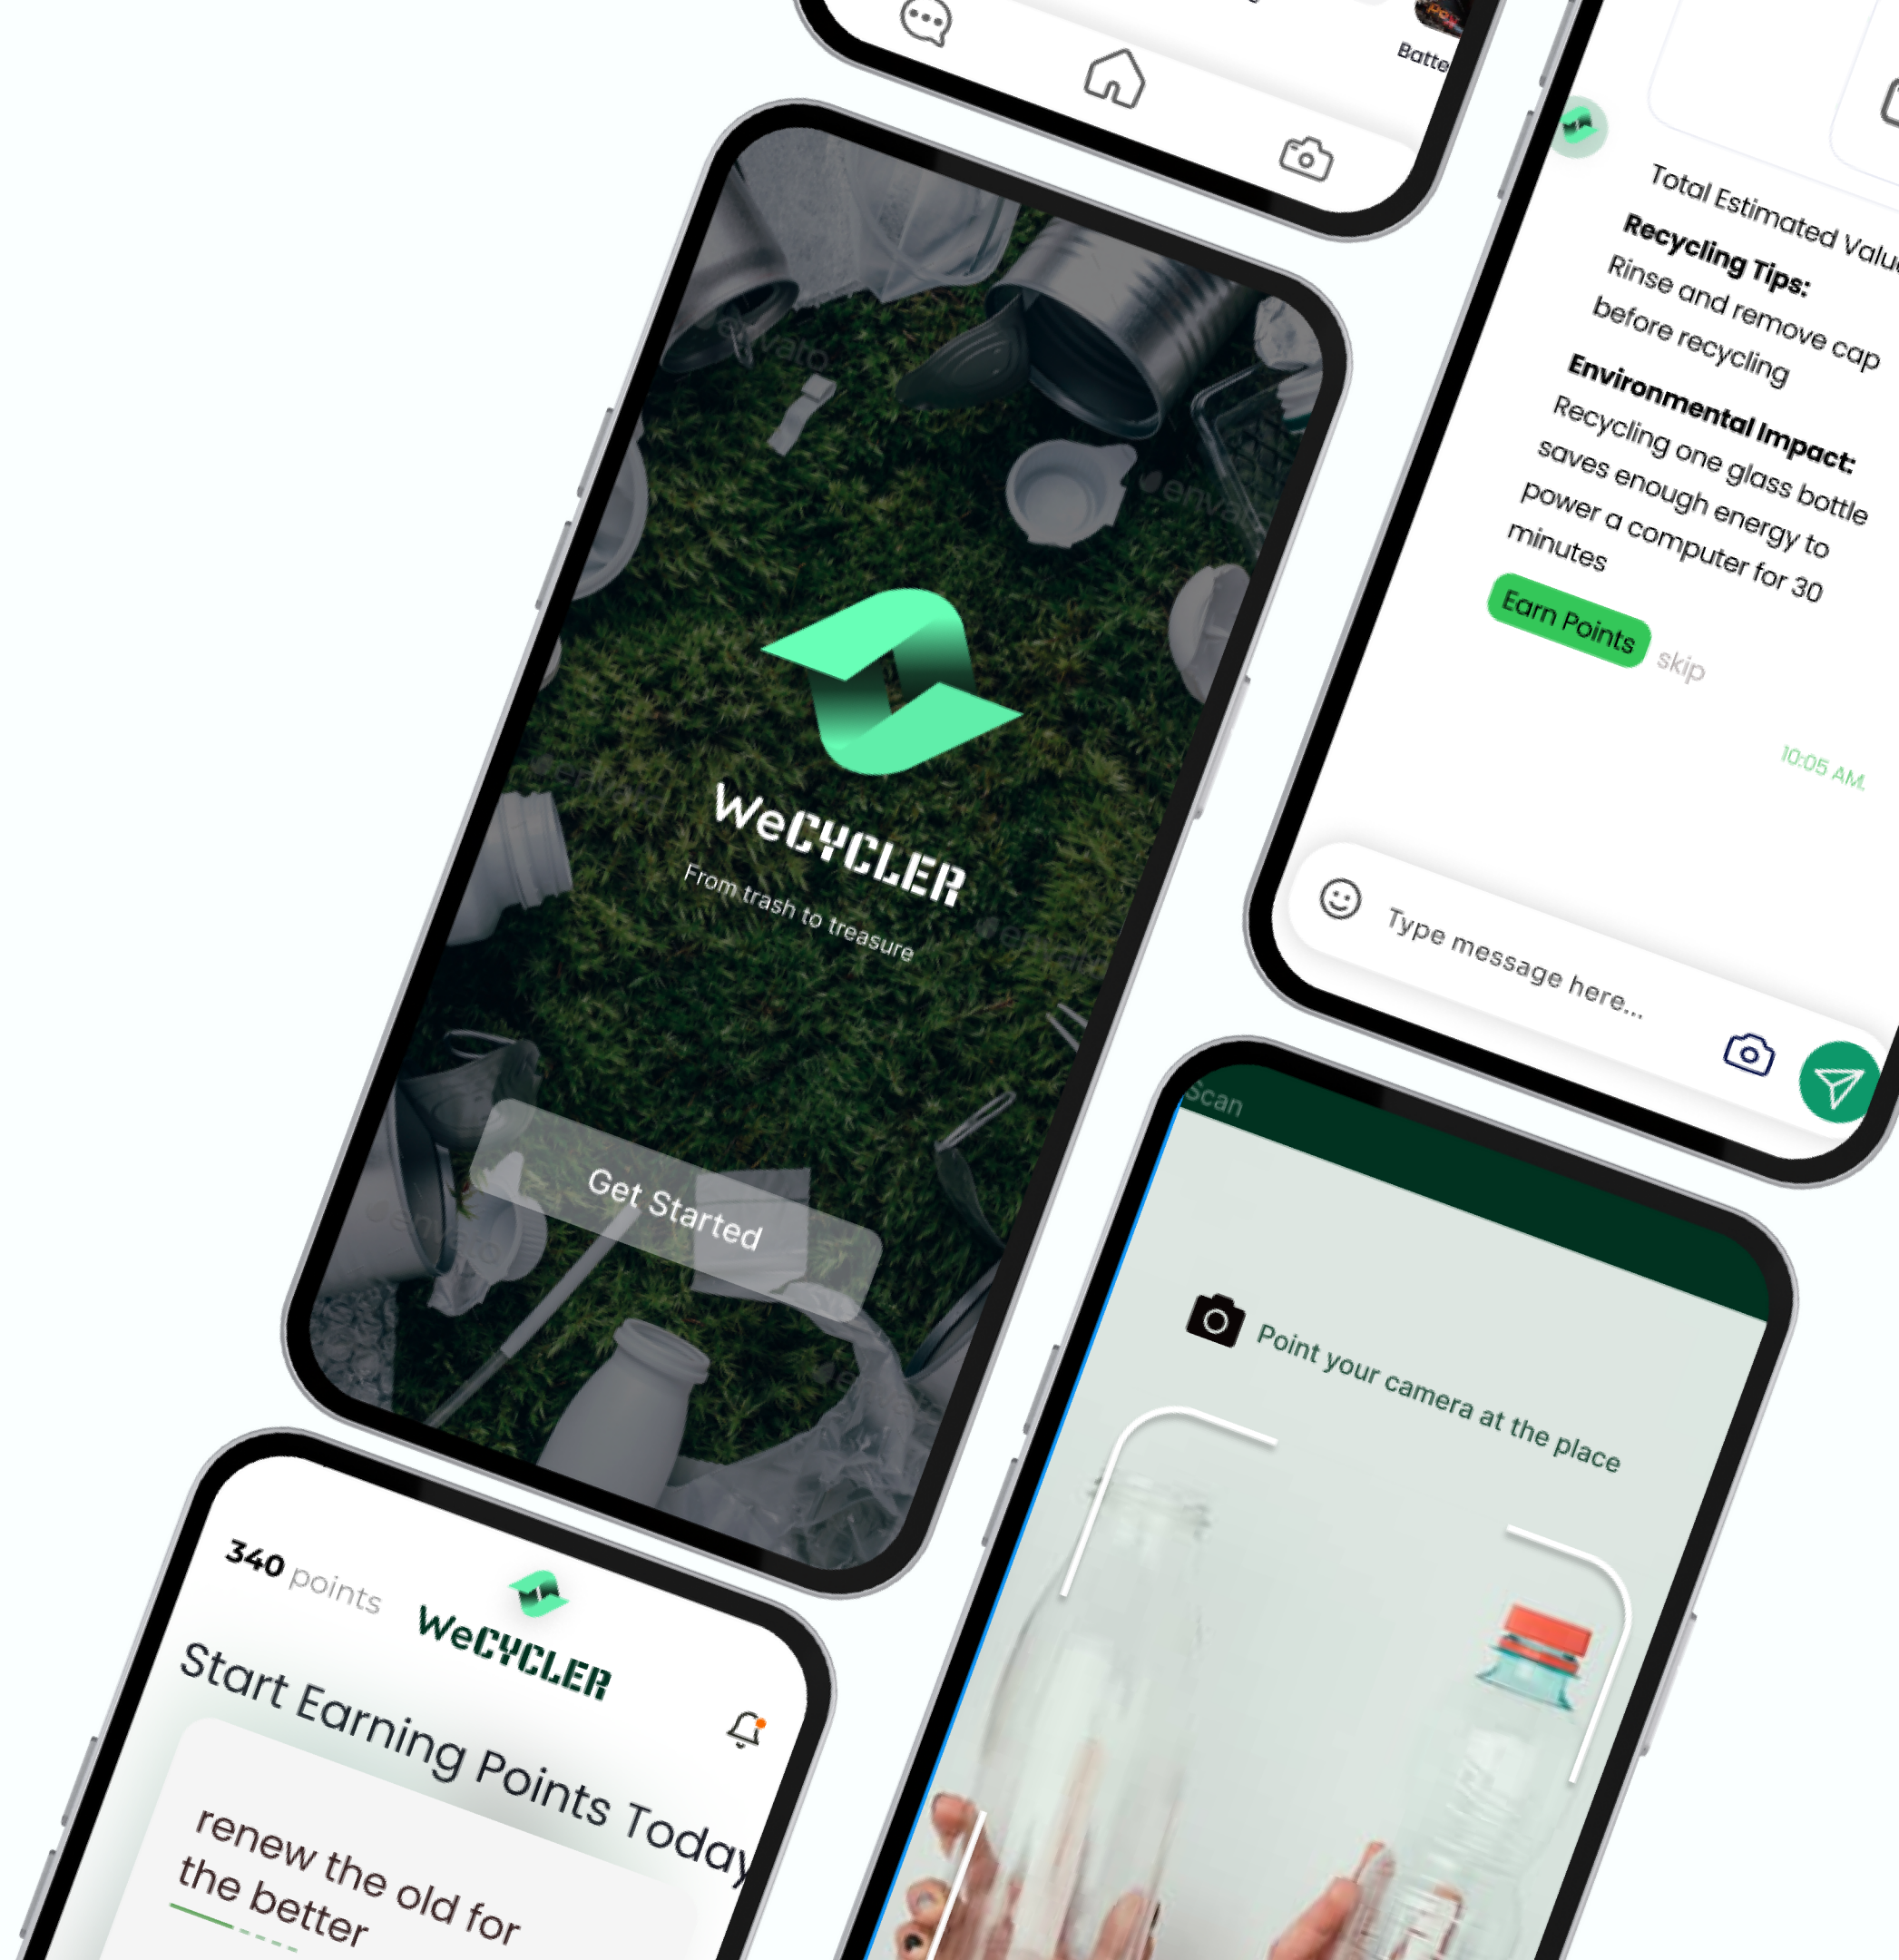 Batte
Total Estimated Valu
Recycling Tips:
Rinse and remove cap
before recycling
Environmental Impact:
Recycling one glass bottle
saves enough energy to
power a computer for 30
minutes
Earn Points
skip
10:05 AM.
Type message here...
WeCYCLER
From trash to treasure
Get Started
Scan
Point your camera at the place
340 points
WeCYCLER
Start Earning Points Today
renew the old for
the better